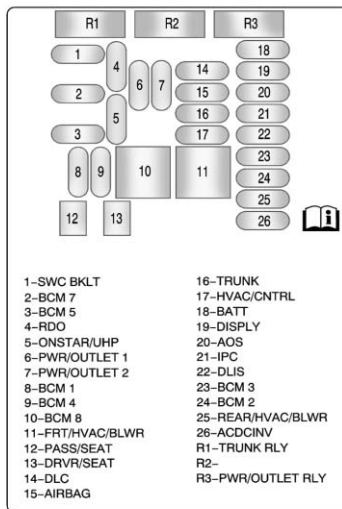 R1 R2 R3
1
4
6 7
14
18
19
2
15
20
5
16
21
3
17
22
8 9
10
11
23
24
12 13
25
26
1-SWC BKLT
2-BCM 7
3-BCM 5
4-RDO
5-ONSTAR/UHP
6-PWR/OUTLET 1
7-PWR/OUTLET 2
8-BCM 1
9-BCM 4
10-BCM 8
11-FRT/HVAC/BLWR
12-PASS/SEAT
13-DRVR/SEAT
14-DLC
15-AIRBAG
16-TRUNK
17-HVAC/CNTRL
18-BATT
19-DISPLY
20-AOS
21-IPC
22-DLIS
23-BCM 3
24-BCM 2
25-REAR/HVAC/BLWR
26-ACDCINV
R1-TRUNK RLY
R2-
R3-PWR/OUTLET RLY